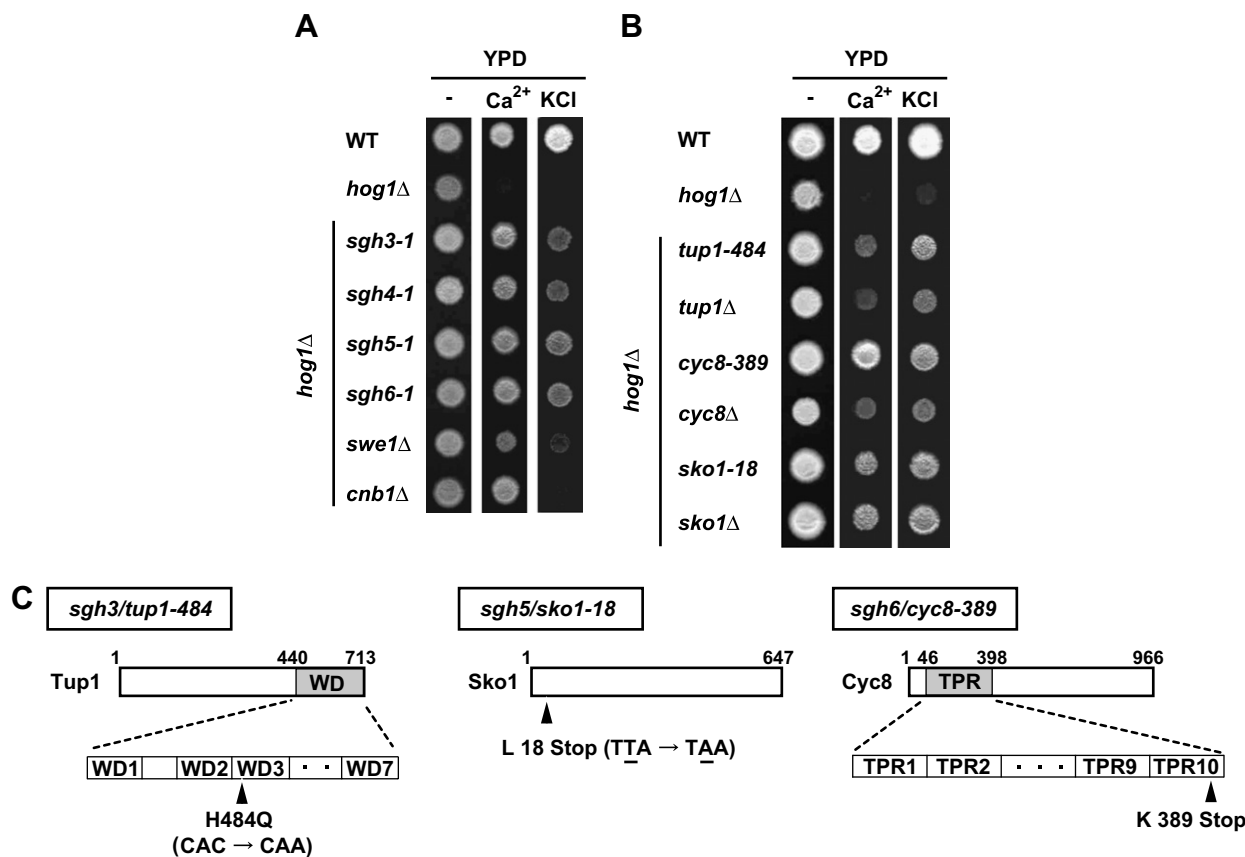 A
YPD
- Ca2+ KCl
WT
hog1Δ
sgh3-1
sgh4-1
sgh5-1
sgh6-1
swe1Δ
cnb1Δ
hog1Δ
B
YPD
- Ca2+ KCl
WT
hog1Δ
tup1-484
tup1Δ
cyc8-389
cyc8Δ
sko1-18
sko1Δ
hog1Δ
C
sgh3/tup1-484
1 440 713
Tup1 WD
WD1 WD2 WD3 · · WD7
H484Q
(CAC → CAA)
sgh5/sko1-18
1 647
Sko1
L 18 Stop (TTA → TAA)
sgh6/cyc8-389
1 46 398 966
Cyc8 TPR
TPR1 TPR2 · · · TPR9 TPR10
K 389 Stop